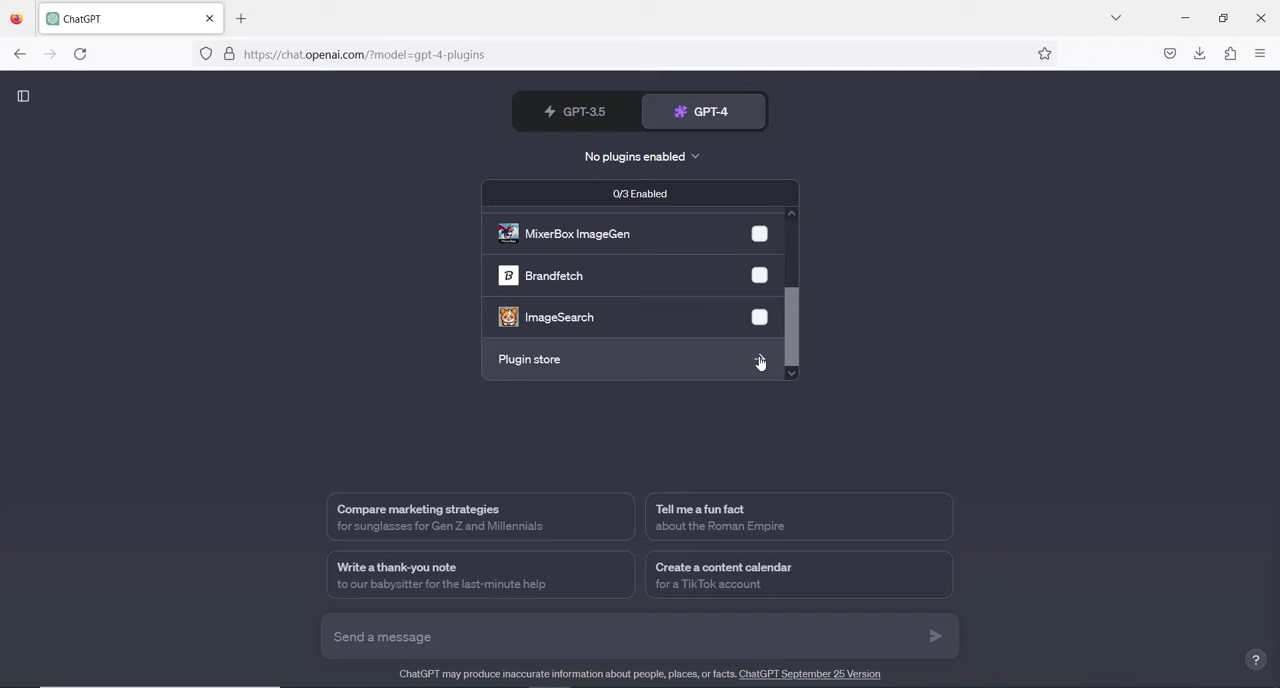 ChatGPT
https://chat.openai.com/?model=gpt-4-plugins
GPT-3.5
GPT-4
No plugins enabled
0/3 Enabled
MixerBox ImageGen
Brandfetch
ImageSearch
Plugin store
Compare marketing strategies
for sunglasses for Gen Z and Millennials
Tell me a fun fact
about the Roman Empire
Write a thank-you note
to our babysitter for the last-minute help
Create a content calendar
for a TikTok account
Send a message
ChatGPT may produce inaccurate information about people, places, or facts. ChatGPT September 25 Version
?